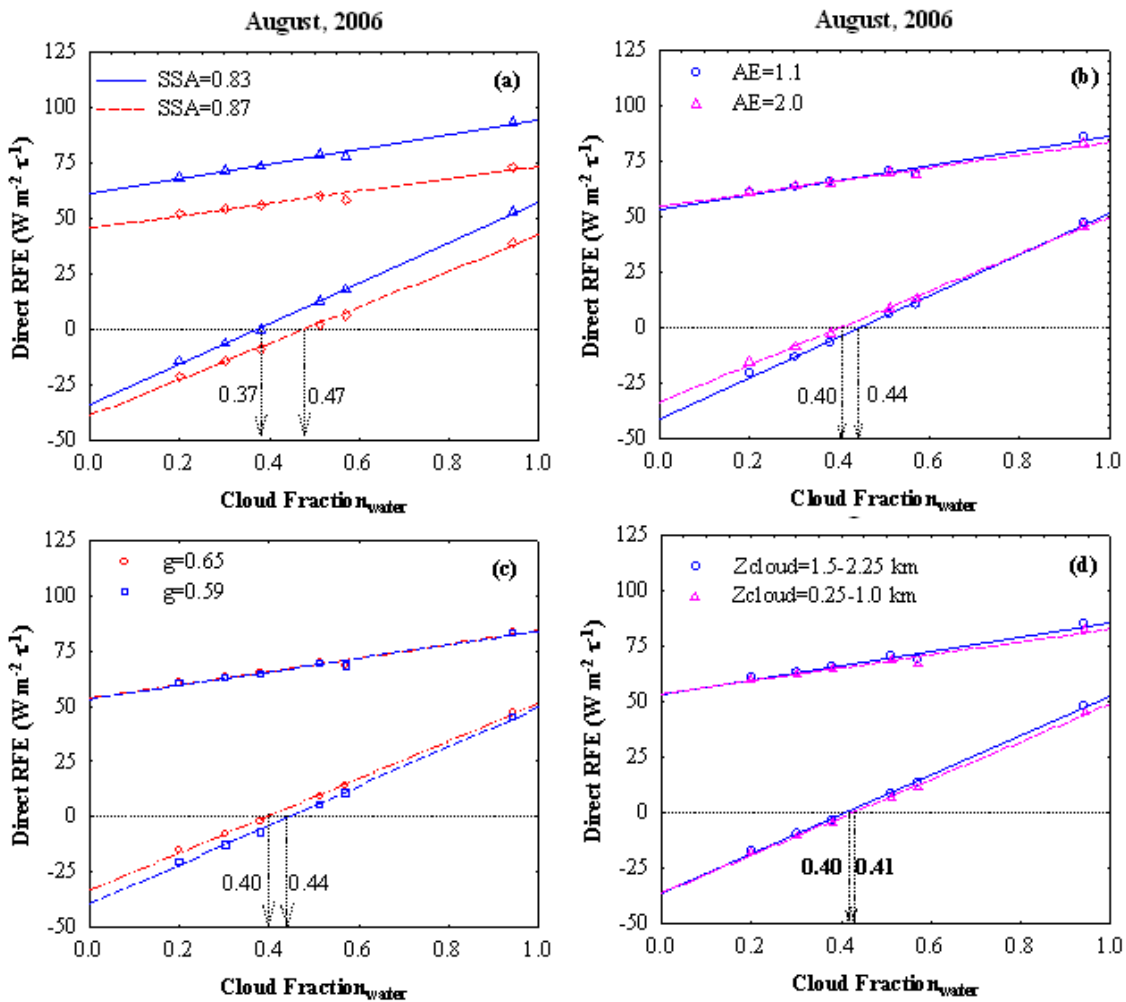 August, 2006
125
100
75
50
25
0
-25
-50
Direct RFE (W m-2 τ-1)
SSA=0.83
SSA=0.87
(a)
0.37
0.47
0.0
0.2
0.4
0.6
0.8
1.0
Cloud Fractionwater
August, 2006
125
100
75
50
25
0
-25
-50
Direct RFE (W m-2 τ-1)
AE=1.1
AE=2.0
(b)
0.40
0.44
0.0
0.2
0.4
0.6
0.8
1.0
Cloud Fractionwater
125
100
75
50
25
0
-25
-50
Direct RFE (W m-2 τ-1)
g=0.65
g=0.59
(c)
0.40
0.44
0.0
0.2
0.4
0.6
0.8
1.0
Cloud Fractionwater
125
100
75
50
25
0
-25
-50
Direct RFE (W m-2 τ-1)
Zcloud=1.5-2.25 km
Zcloud=0.25-1.0 km
(d)
0.40
0.41
0.0
0.2
0.4
0.6
0.8
1.0
Cloud Fractionwater